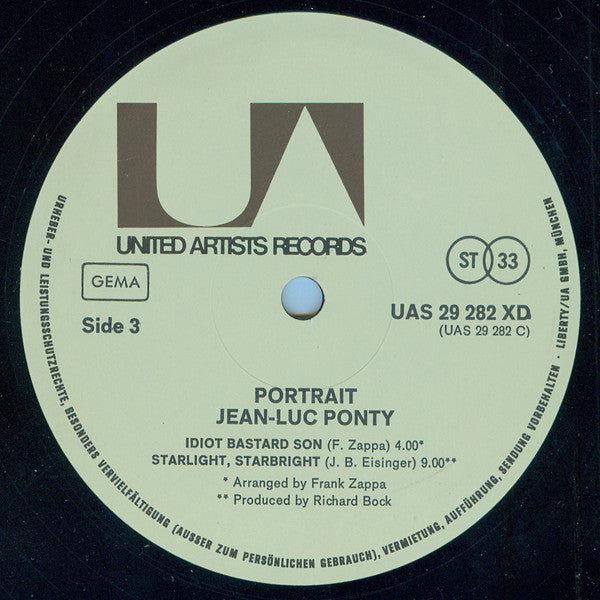 UA
UNITED ARTISTS RECORDS
GEMA
ST 33
Side 3
UAS 29 282 XD
(UAS 29 282 C)
PORTRAIT
JEAN-LUC PONTY
IDIOT BASTARD SON (F. Zappa) 4.00*
STARLIGHT, STARBRIGHT (J. B. Eisinger) 9.00**
* Arranged by Frank Zappa
** Produced by Richard Bock
URHEBER- UND LEISTUNGSSCHUTZRECHTE, BESONDERS VERVIELFÄLTIGUNG (AUSSER ZUM PERSÖNLICHEN GEBRAUCH), VERMIETUNG, AUFFÜHRUNG, SENDUNG VORBEHALTEN · LIBERTY/UA GMBH, MÜNCHEN